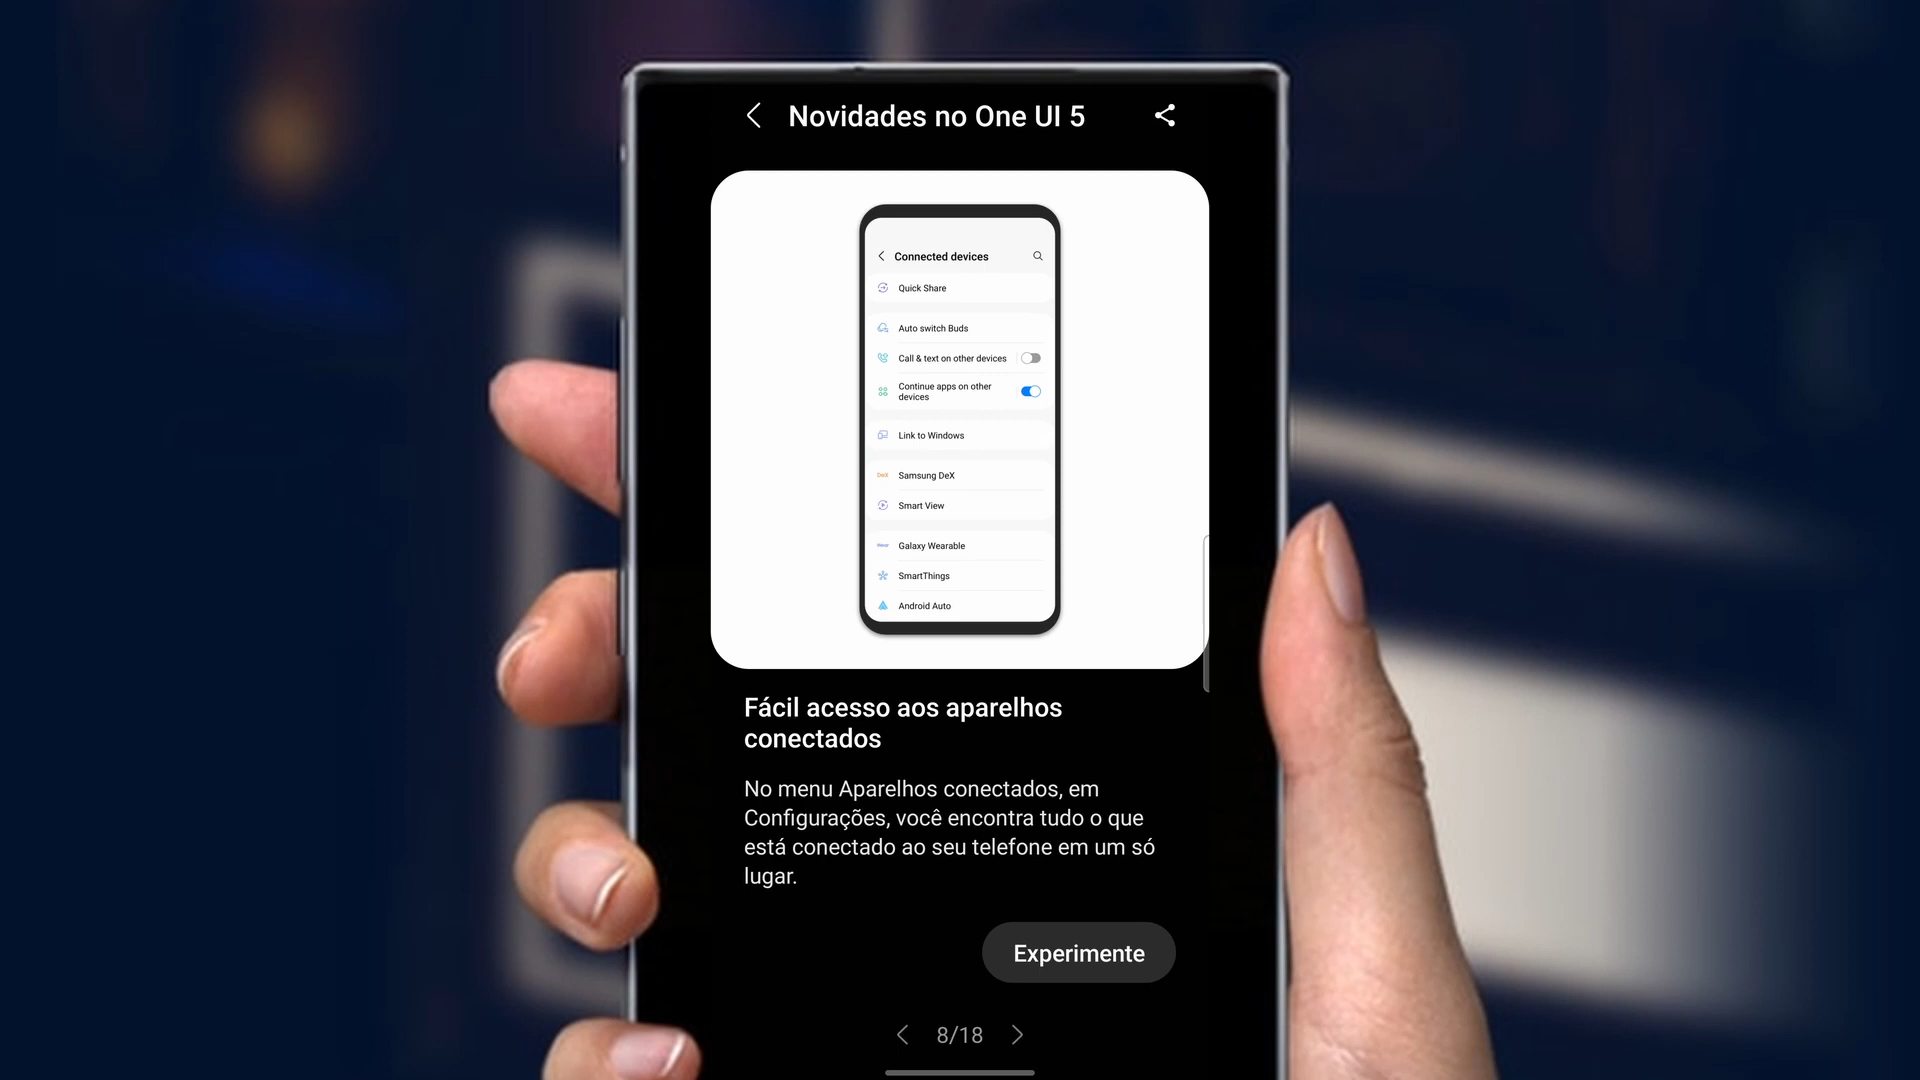 Novidades no One UI 5
Connected devices
Quick Share
Auto switch Buds
Call & text on other devices
Continue apps on other
devices
Link to Windows
DeX
Samsung DeX
Smart View
Galaxy Wearable
SmartThings
Android Auto
Fácil acesso aos aparelhos
conectados
No menu Aparelhos conectados, em
Configurações, você encontra tudo o que
está conectado ao seu telefone em um só
lugar.
Experimente
8/18